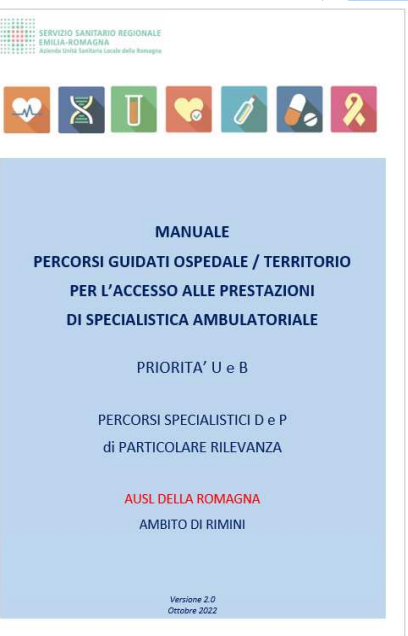 SERVIZIO SANITARIO REGIONALE
EMILIA-ROMAGNA
Azienda Unità Sanitaria Locale della Romagna
MANUALE
PERCORSI GUIDATI OSPEDALE / TERRITORIO
PER L’ACCESSO ALLE PRESTAZIONI
DI SPECIALISTICA AMBULATORIALE
PRIORITA’ U e B
PERCORSI SPECIALISTICI D e P
di PARTICOLARE RILEVANZA
AUSL DELLA ROMAGNA
AMBITO DI RIMINI
Versione 2.0
Ottobre 2022